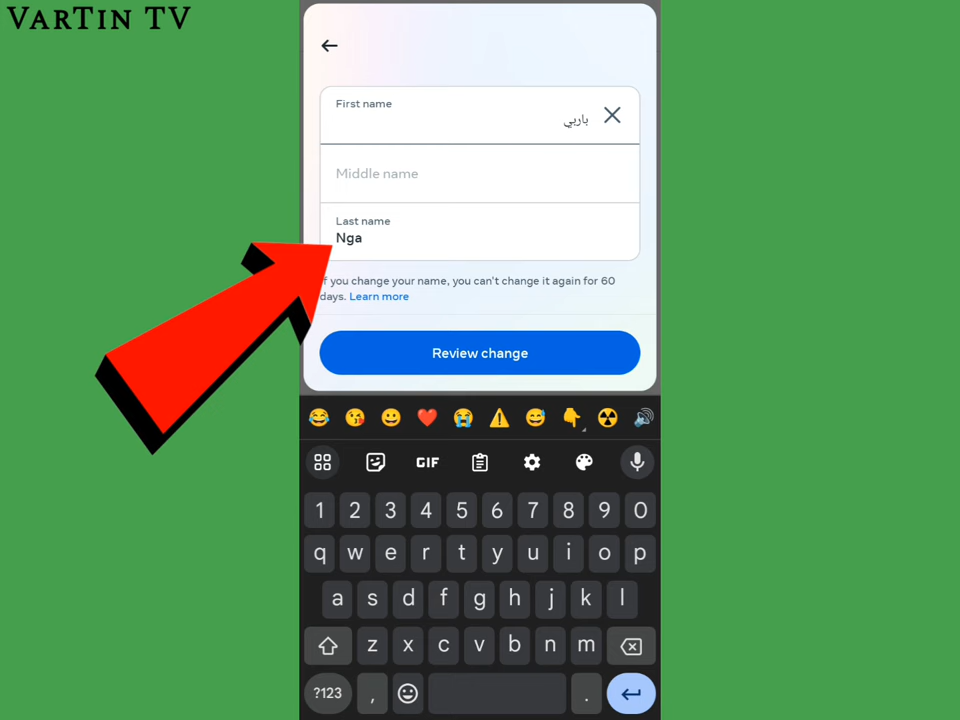 VarTin TV
First name
باربي
Middle name
Last name
Nga
f you change your name, you can't change it again for 60
days. Learn more
Review change
GIF
1 2 3 4 5 6 7 8 9 0
q w e r t y u i o p
a s d f g h j k l
z x c v b n m
?123 , .